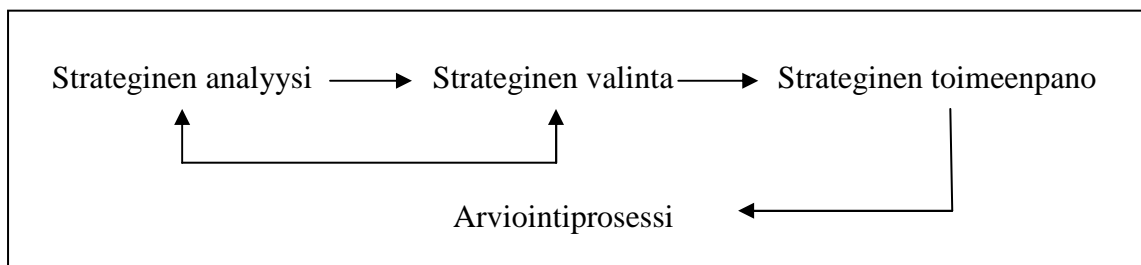 Strateginen analyysi Strateginen valinta Strateginen toimeenpano
Arviointiprosessi